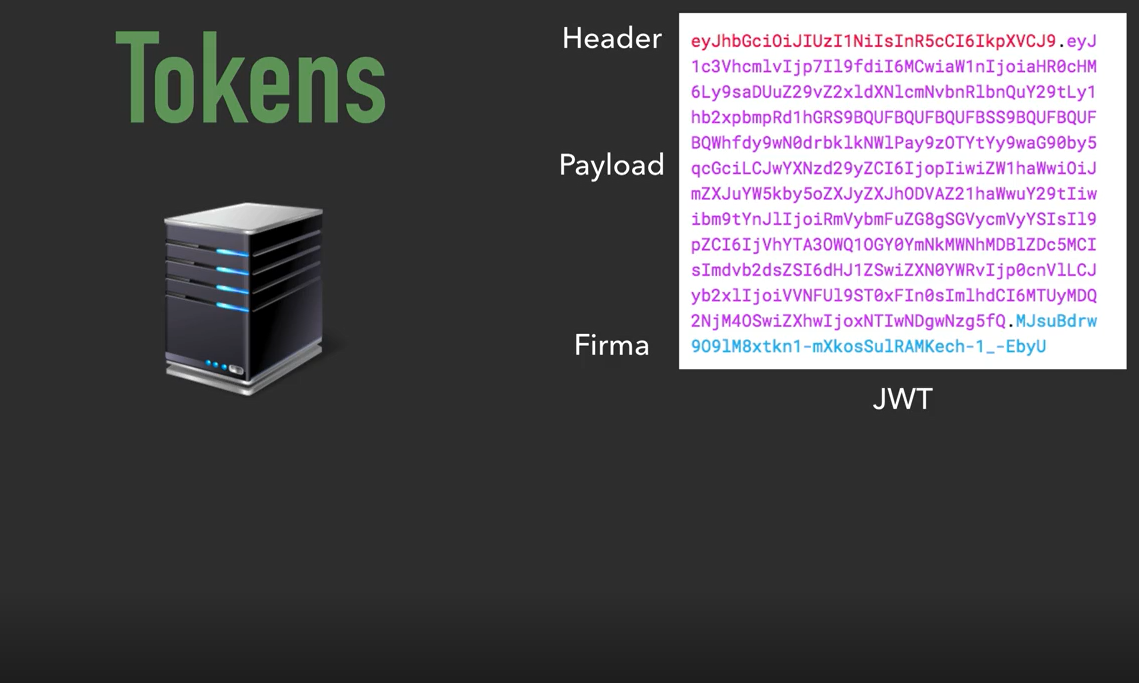 Tokens
Header
Payload
Firma
eyJhbGciOiJIUzI1NiIsInR5cCI6IkpXVCJ9.eyJ
1c3VhcmlvIjp7Il9fdiI6MCwiaW1nIjoiaHR0cHM
6Ly9saDUuZ29vZ2xldXNlcmNvbnRlbnQuY29tLy1
hb2xpbmpRd1hGRS9BQUFBQUFBQUFBSS9BQUFBQUF
BQWhfdy9wN0drbklkNWlPay9zOTYtYy9waG90by5
qcGciLCJwYXNzd29yZCI6IjopIiwiZW1haWwiOiJ
mZXJuYW5kby5oZXJyZXJhODVAZ21haWwuY29tIiw
ibm9tYnJlIjoiRmVybmFuZG8gSGVycmVyYSIsIl9
pZCI6IjVhYTA3OWQ1OGY0YmNkMWNhMDBlZDc5MCI
sImdvb2dsZSI6dHJ1ZSwiZXN0YWRvIjp0cnVlLCJ
yb2xlIjoiVVNFUl9ST0xFIn0sImlhdCI6MTUyMDQ
2NjM4OSwiZXhwIjoxNTIwNDgwNzg5fQ.MJsuBdrw
9O9lM8xtkn1-mXkosSulRAMKech-1_-EbyU
JWT